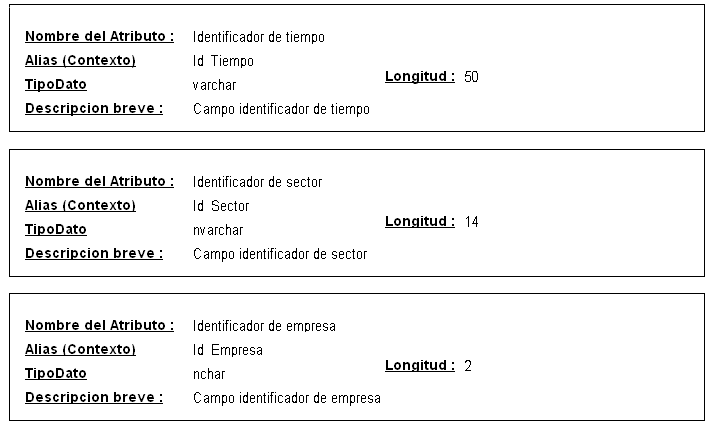 Nombre del Atributo : Identificador de tiempo
Alias (Contexto) Id Tiempo
TipoDato varchar Longitud : 50
Descripcion breve : Campo identificador de tiempo
Nombre del Atributo : Identificador de sector
Alias (Contexto) Id Sector
TipoDato nvarchar Longitud : 14
Descripcion breve : Campo identificador de sector
Nombre del Atributo : Identificador de empresa
Alias (Contexto) Id Empresa
TipoDato nchar Longitud : 2
Descripcion breve : Campo identificador de empresa